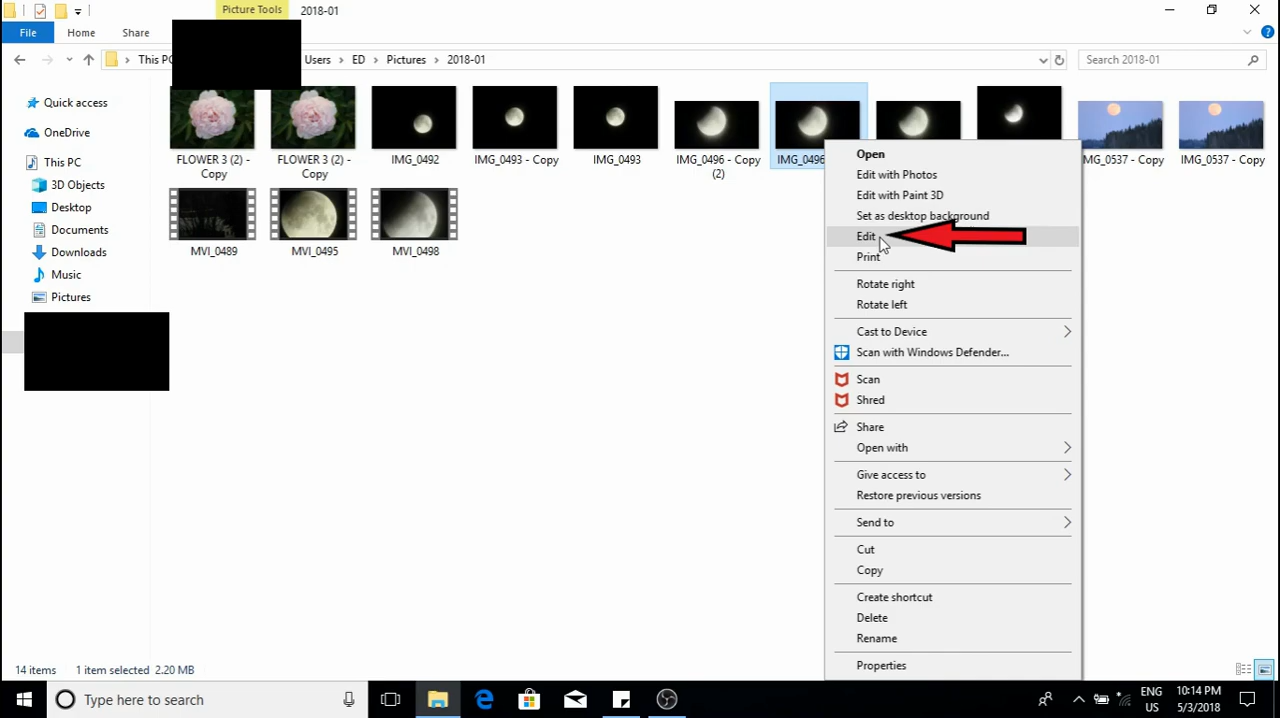 Picture Tools
2018-01
File
Home
Share
This PC
Users
ED
Pictures
2018-01
Search 2018-01
Quick access
OneDrive
This PC
3D Objects
Desktop
Documents
Downloads
Music
Pictures
FLOWER 3 (2) -
Copy
FLOWER 3 (2) -
Copy
IMG_0492
IMG_0493 - Copy
IMG_0493
IMG_0496 - Copy
(2)
IMG_0496
MG_0537 - Copy
IMG_0537 - Copy
MVI_0489
MVI_0495
MVI_0498
Open
Edit with Photos
Edit with Paint 3D
Set as desktop background
Edit
Print
Rotate right
Rotate left
Cast to Device
Scan with Windows Defender...
Scan
Shred
Share
Open with
Give access to
Restore previous versions
Send to
Cut
Copy
Create shortcut
Delete
Rename
Properties
14 items
1 item selected 2.20 MB
Type here to search
ENG
US
10:14 PM
5/3/2018